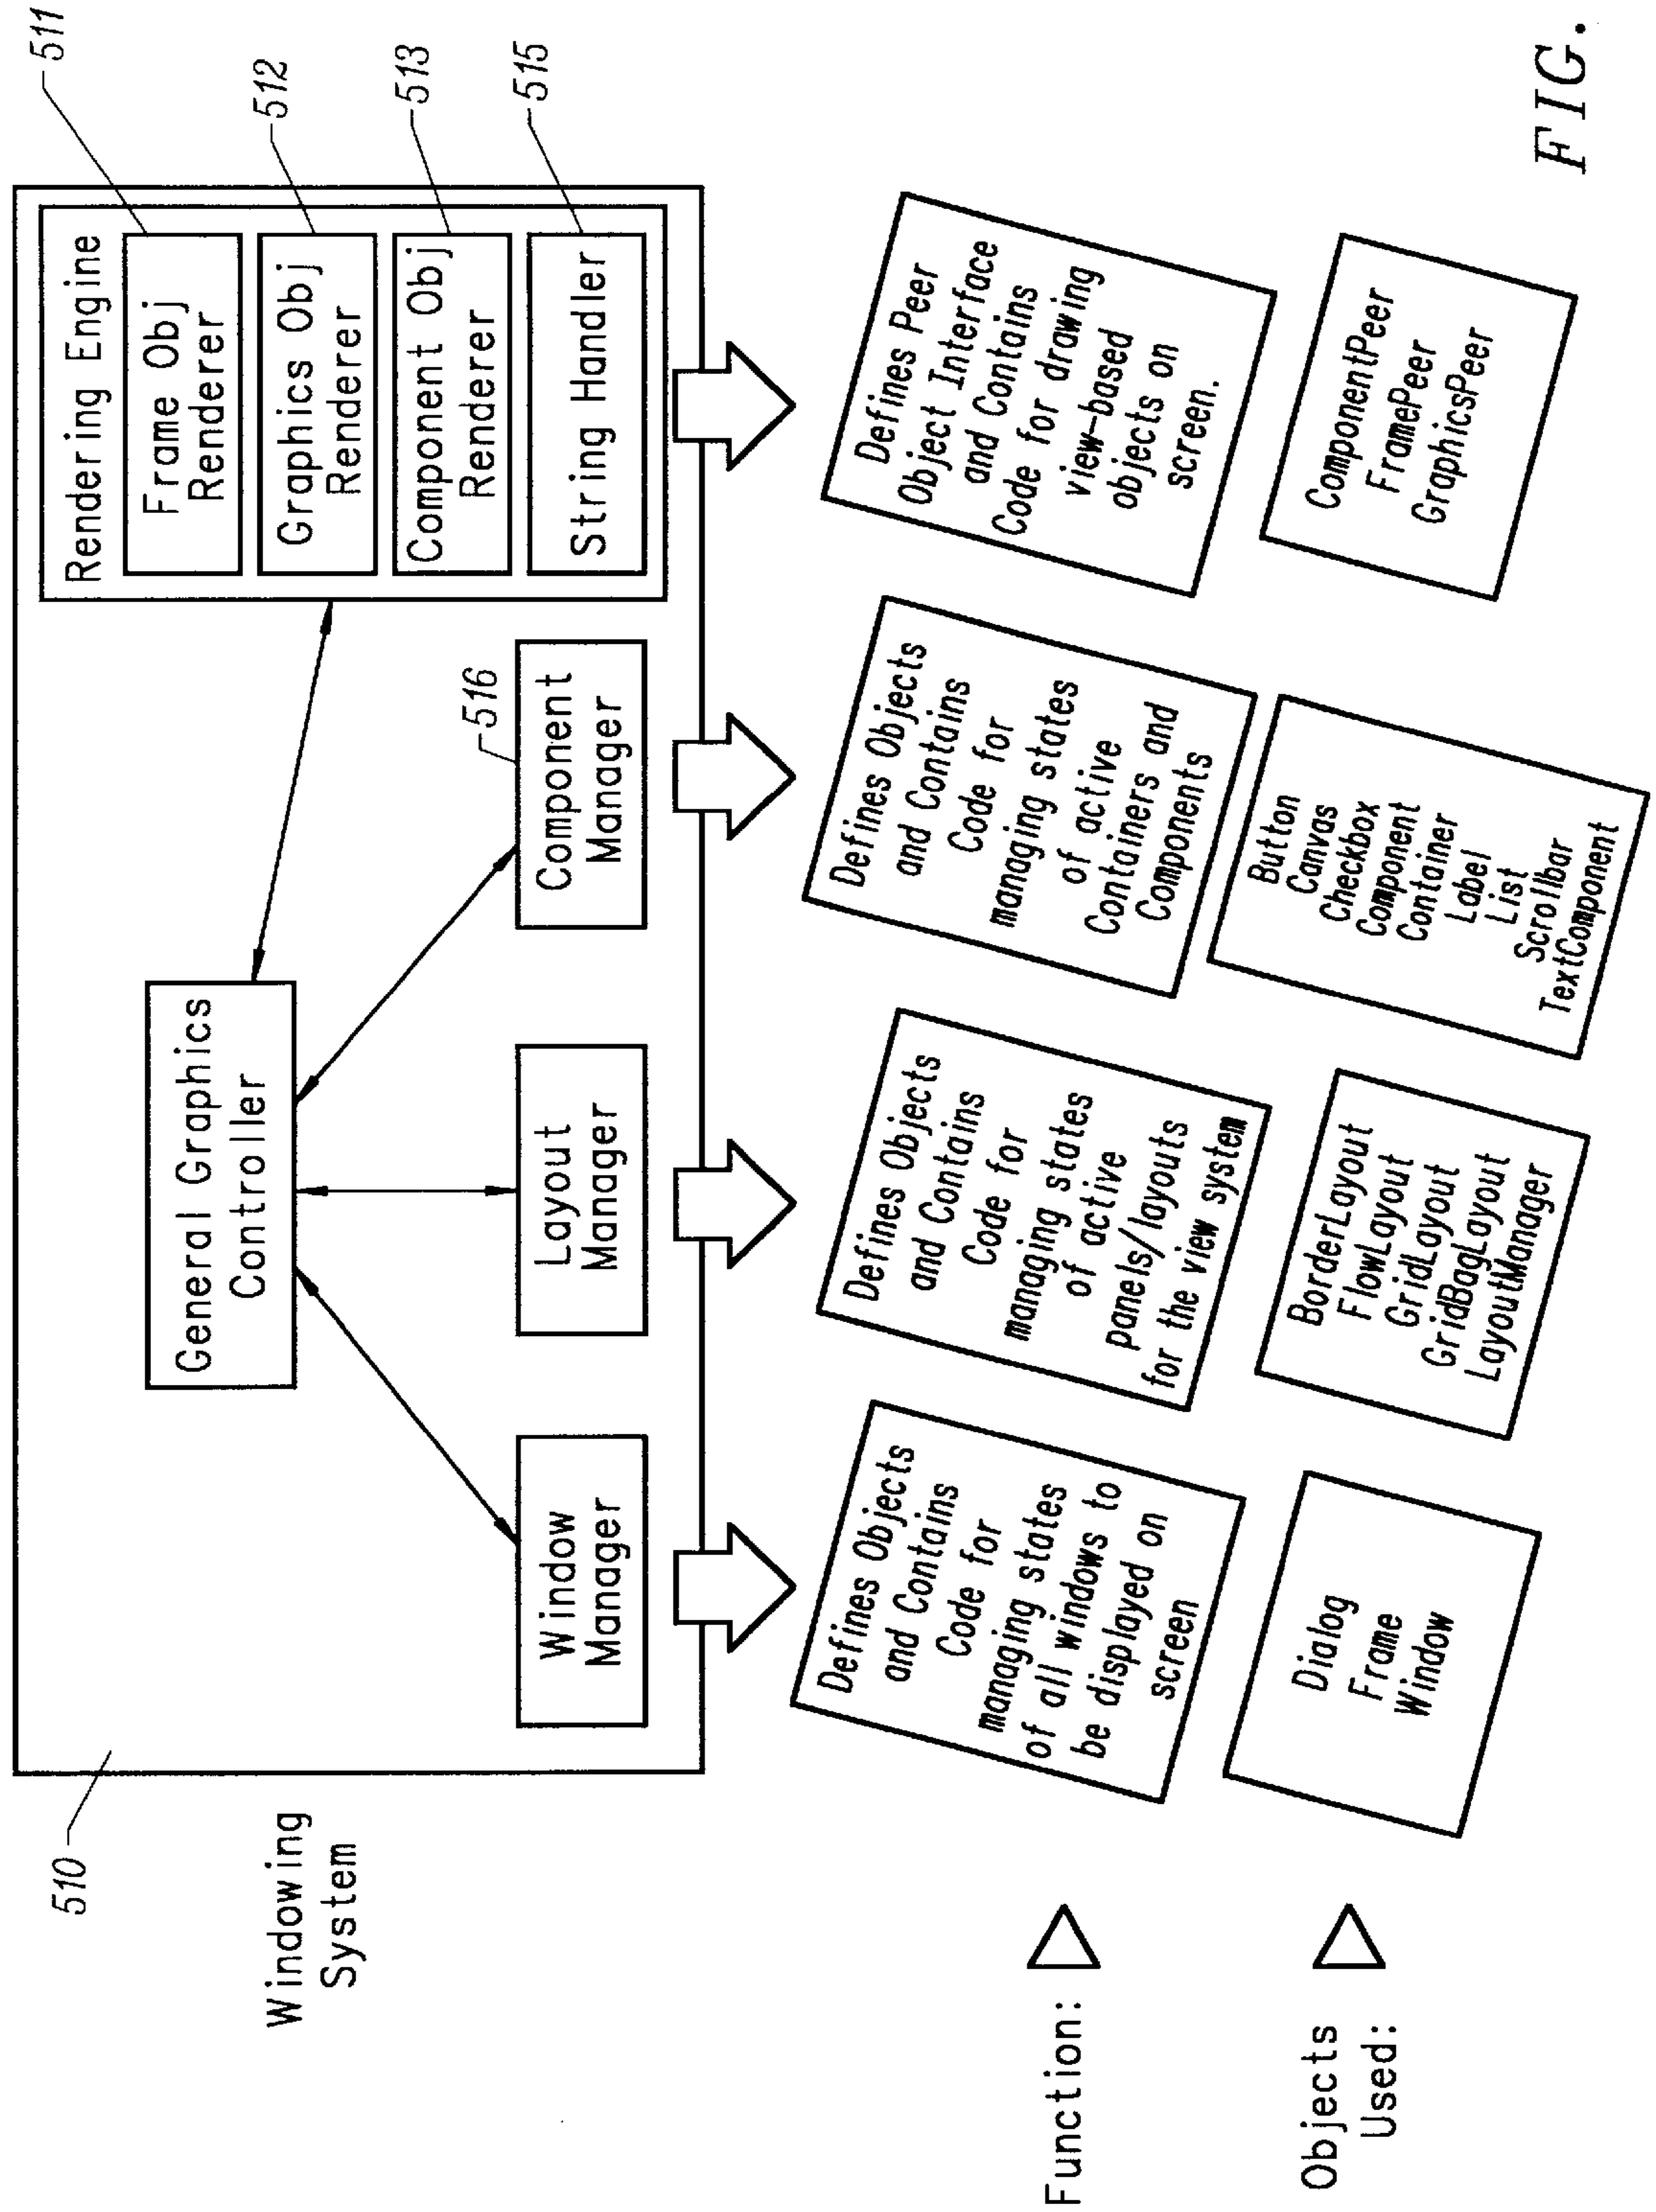 510
Windowing
System
General Graphics
Controller
Window
Manager
Layout
Manager
Component
Manager
516
Rendering Engine
Frame Obj
Renderer
Graphics Obj
Renderer
Component Obj
Renderer
String Handler
511
512
513
515
Function:
Defines Objects
and Contains
Code for
managing states
of all windows to
be displayed on
screen
Defines Objects
and Contains
Code for
managing states
of active
panels/layouts
for the view system
Defines Objects
and Contains
Code for
managing states
of active
Containers and
Components
Defines Peer
Object Interface
and Contains
Code for drawing
view-based
objects on
screen.
Objects
Used:
Dialog
Frame
Window
BorderLayout
FlowLayout
GridLayout
GridBagLayout
LayoutManager
Button
Canvas
Checkbox
Component
Container
Label
List
Scrollbar
TextComponent
ComponentPeer
FramePeer
GraphicsPeer
FIG.